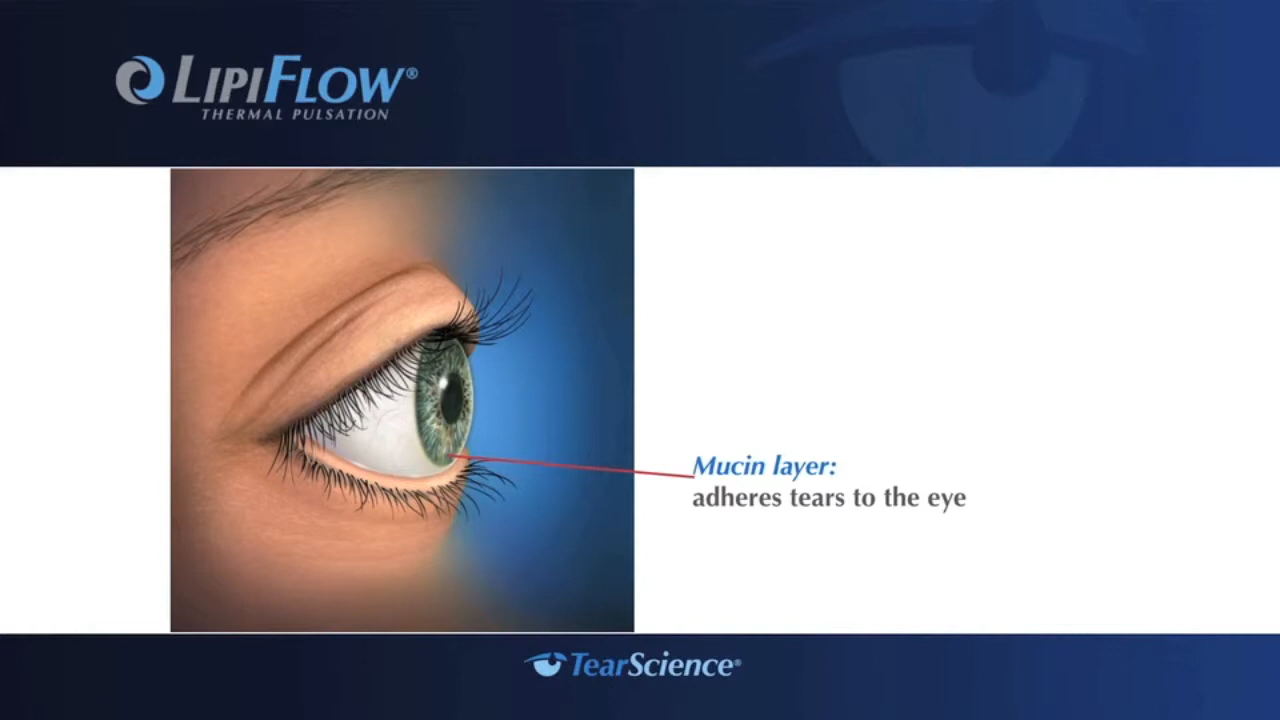 LIPIFLOW®
THERMAL PULSATION
Mucin layer:
adheres tears to the eye
TearScience®